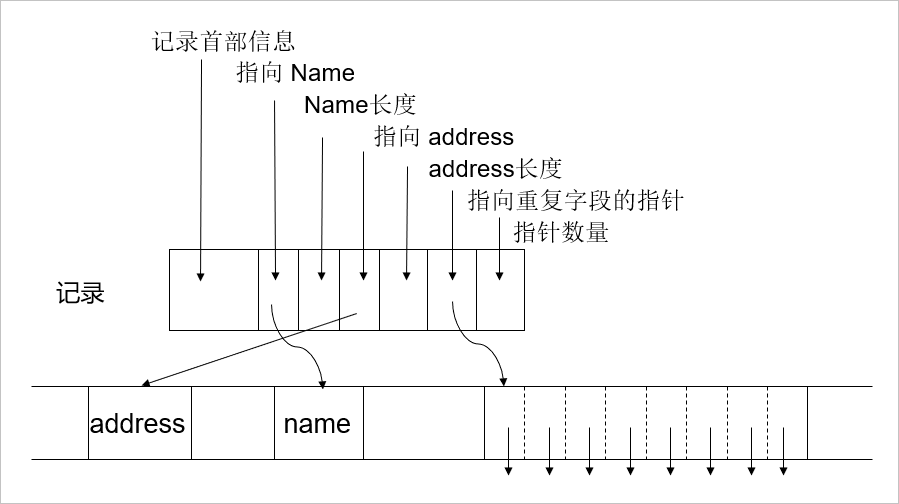 记录首部信息
指向 Name
Name长度
指向 address
address长度
指向重复字段的指针
指针数量
记录
address
name